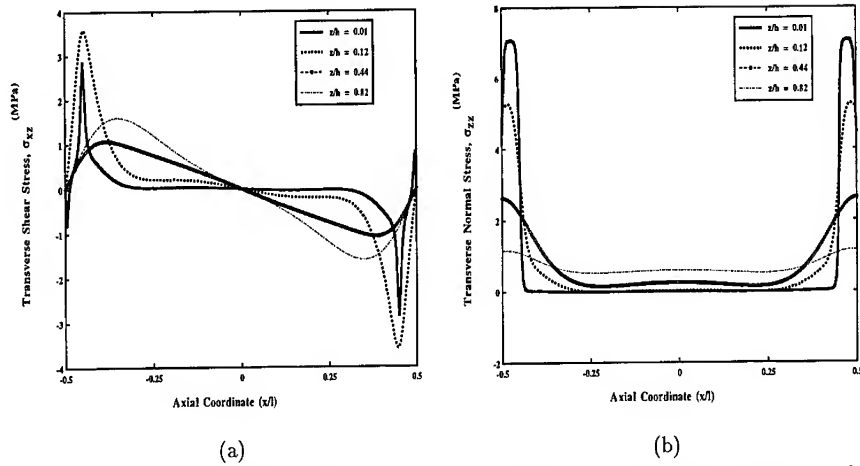 4
3
2
1
0
-1
-2
-3
-4
Transverse Shear Stress, σxz (MPa)
z/h = 0.01
z/h = 0.12
z/h = 0.44
z/h = 0.82
-0.5
-0.25
0
0.25
0.5
Axial Coordinate (x/l)
(a)
8
6
4
2
0
-2
Transverse Normal Stress, σzz (MPa)
z/h = 0.01
z/h = 0.12
z/h = 0.44
z/h = 0.82
-0.5
-0.25
0
0.25
0.5
Axial Coordinate (x/l)
(b)